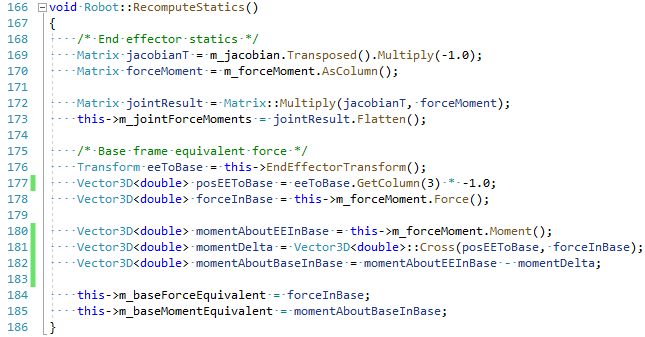 166 void Robot::RecomputeStatics()
167 {
168     /* End effector statics */
169     Matrix jacobianT = m_jacobian.Transposed().Multiply(-1.0);
170     Matrix forceMoment = m_forceMoment.AsColumn();
171
172     Matrix jointResult = Matrix::Multiply(jacobianT, forceMoment);
173     this->m_jointForceMoments = jointResult.Flatten();
174
175     /* Base frame equivalent force */
176     Transform eeToBase = this->EndEffectorTransform();
177     Vector3D<double> posEEToBase = eeToBase.GetColumn(3) * -1.0;
178     Vector3D<double> forceInBase = this->m_forceMoment.Force();
179
180     Vector3D<double> momentAboutEEInBase = this->m_forceMoment.Moment();
181     Vector3D<double> momentDelta = Vector3D<double>::Cross(posEEToBase, forceInBase);
182     Vector3D<double> momentAboutBaseInBase = momentAboutEEInBase - momentDelta;
183
184     this->m_baseForceEquivalent = forceInBase;
185     this->m_baseMomentEquivalent = momentAboutBaseInBase;
186 }